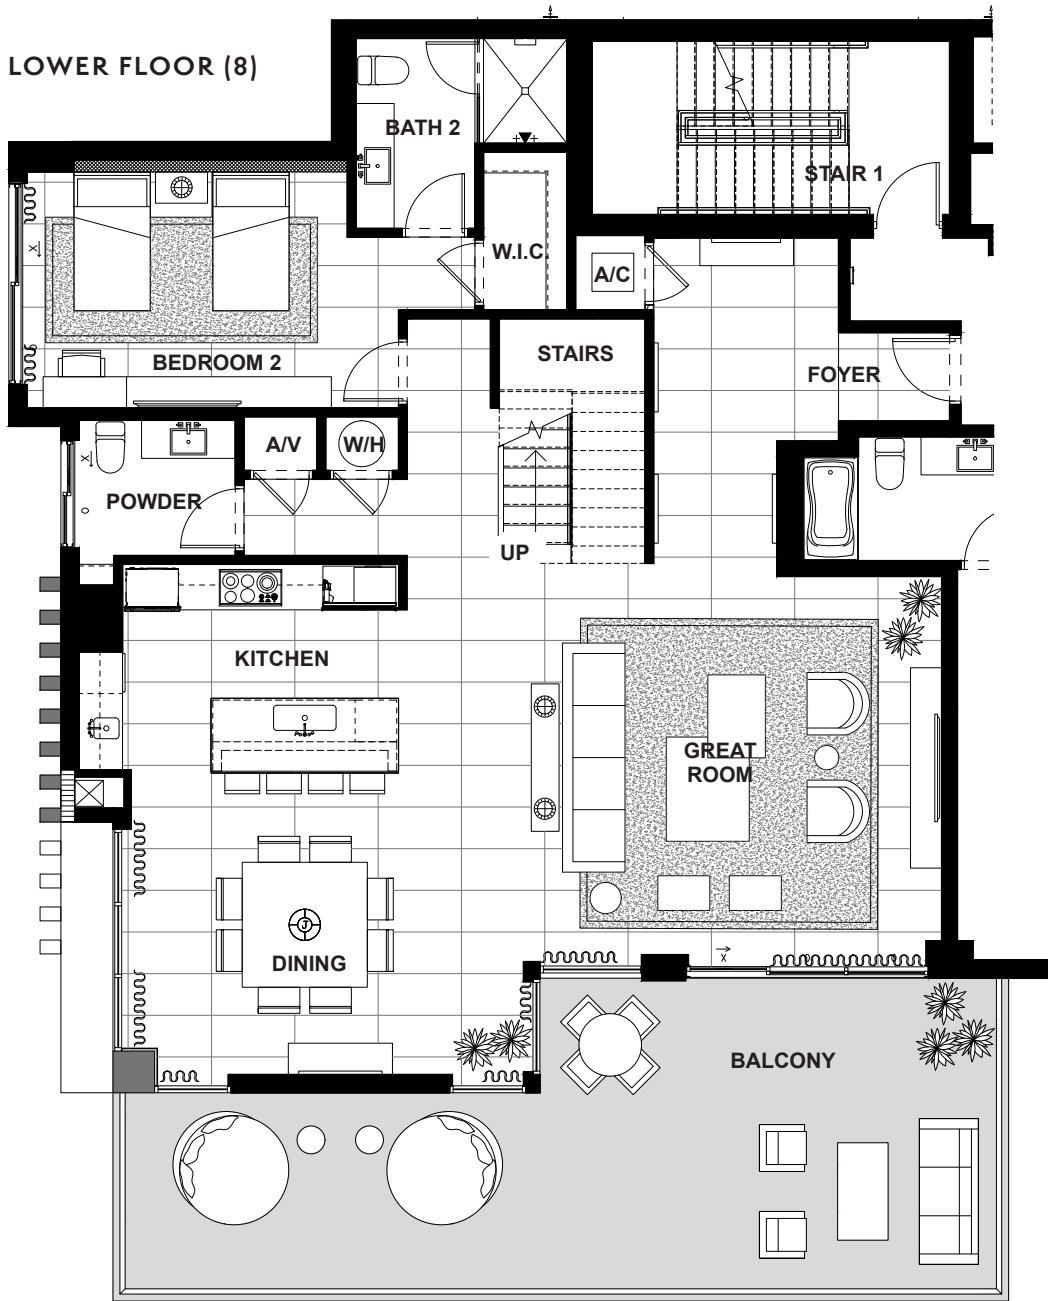 LOWER FLOOR (8)
BATH 2
STAIR 1
W.I.C.
A/C
X
STAIRS
BEDROOM 2
FOYER
A/V
W/H
X
POWDER
UP
KITCHEN
GREAT
ROOM
J
DINING
X
BALCONY